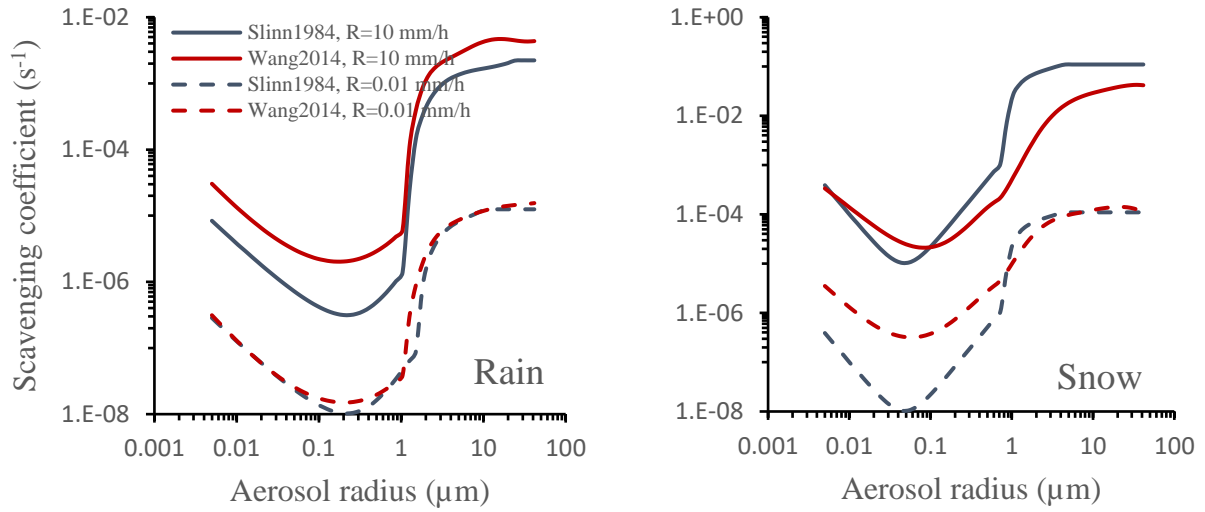 Scavenging coefficient (s⁻¹)
1.E-02
1.E-04
1.E-06
1.E-08
Slinn1984, R=10 mm/h
Wang2014, R=10 mm/h
Slinn1984, R=0.01 mm/h
Wang2014, R=0.01 mm/h
Rain
0.001 0.01 0.1 1 10 100
Aerosol radius (µm)
1.E+00
1.E-02
1.E-04
1.E-06
1.E-08
Snow
0.001 0.01 0.1 1 10 100
Aerosol radius (µm)